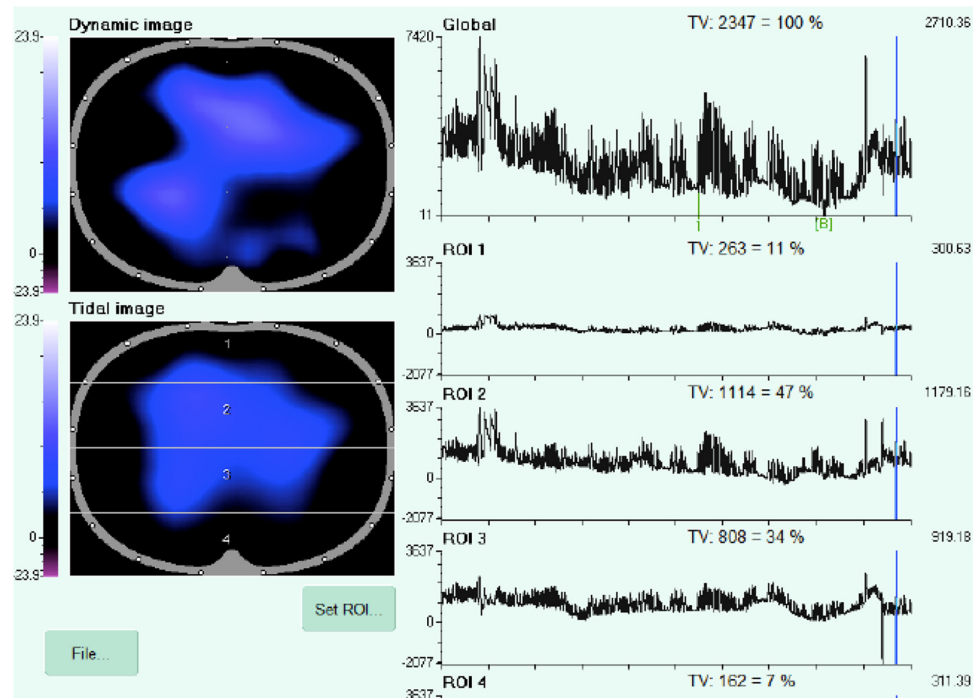 Dynamic image
23.9
0
-23.9
Tidal image
23.9
0
-23.9
1
2
3
4
Set ROI...
File...
Global TV: 2347 = 100 % 2710.36
7420
11
i [B]
ROI 1 TV: 263 = 11 % 300.63
3637
0
-2077
ROI 2 TV: 1114 = 47 % 1179.16
3637
0
-2077
ROI 3 TV: 808 = 34 % 919.18
3637
0
-2077
ROI 4 TV: 162 = 7 % 311.39
3637